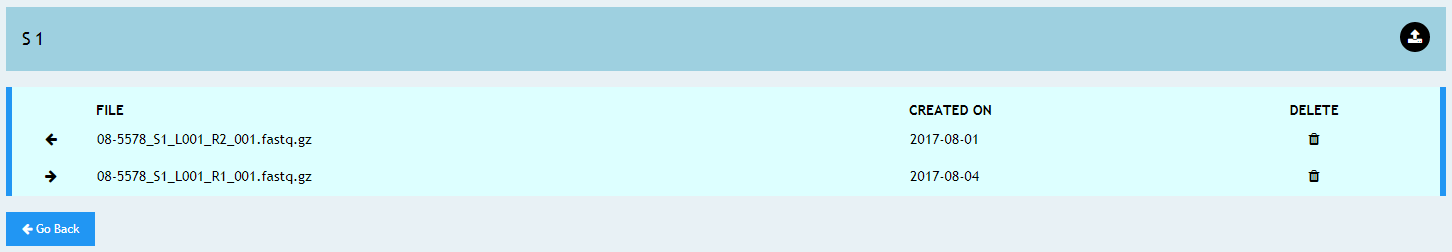 S 1
FILE CREATED ON DELETE
08-5578_S1_L001_R2_001.fastq.gz 2017-08-01
08-5578_S1_L001_R1_001.fastq.gz 2017-08-04
Go Back